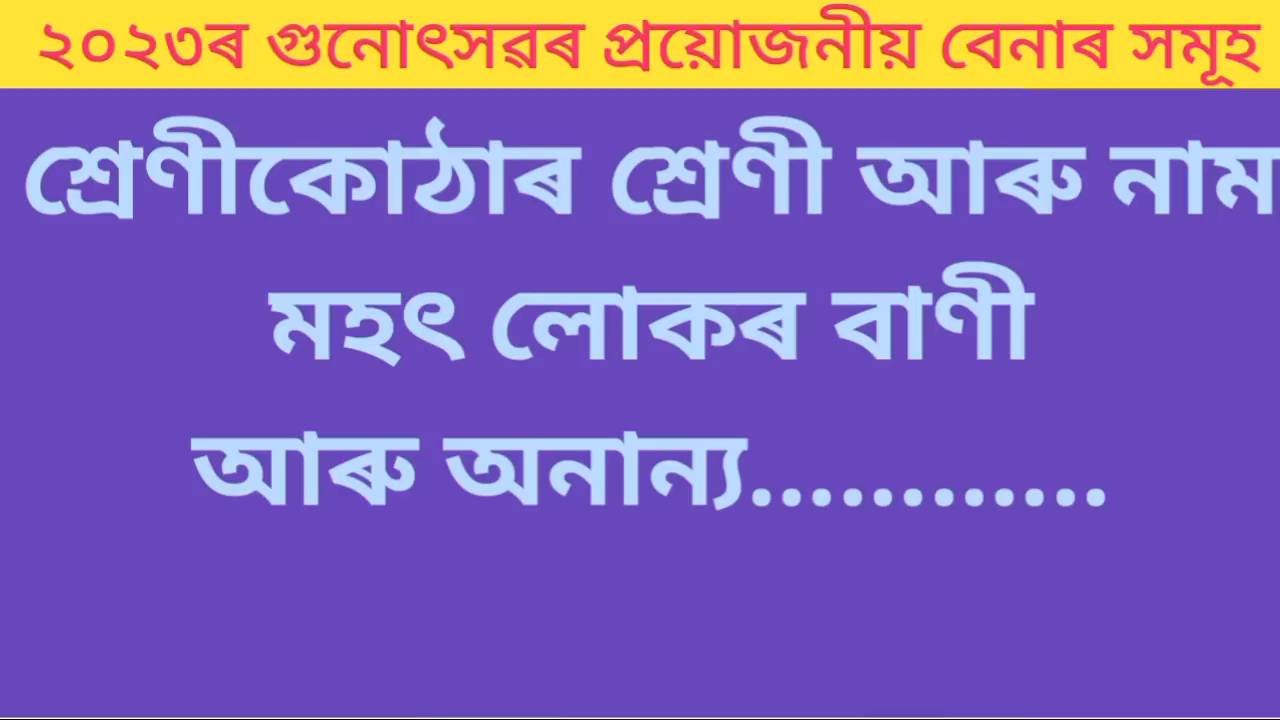 ২০২৩ৰ গুনোৎসৱৰ প্ৰয়োজনীয় বেনাৰ সমূহ
শ্ৰেণীকোঠাৰ শ্ৰেণী আৰু নাম
মহৎ লোকৰ বাণী
আৰু অনান্য............